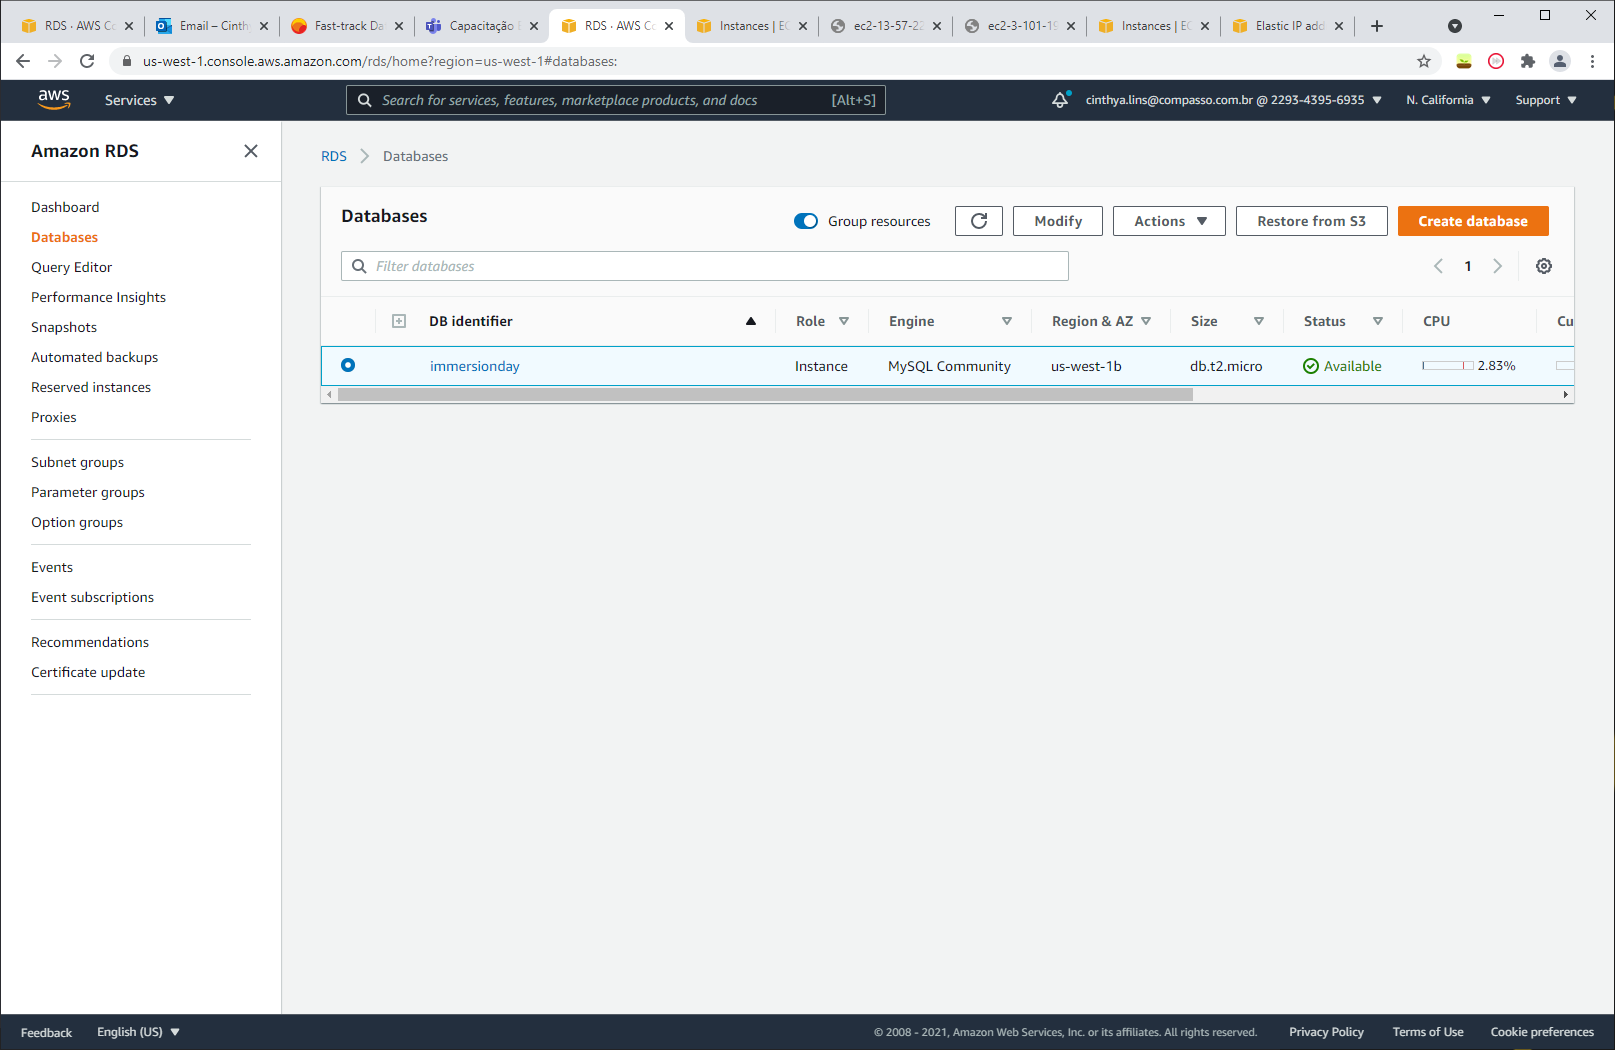 RDS · AWS Co
Email – Cinth
Fast-track Da
Capacitação E
RDS · AWS Co
Instances | EC
ec2-13-57-22
ec2-3-101-19
Instances | EC
Elastic IP add
us-west-1.console.aws.amazon.com/rds/home?region=us-west-1#databases:
aws
Services
Search for services, features, marketplace products, and docs
[Alt+S]
cinthya.lins@compasso.com.br @ 2293-4395-6935
N. California
Support
Amazon RDS
Dashboard
Databases
Query Editor
Performance Insights
Snapshots
Automated backups
Reserved instances
Proxies
Subnet groups
Parameter groups
Option groups
Events
Event subscriptions
Recommendations
Certificate update
RDS
Databases
Databases
Group resources
Modify
Actions
Restore from S3
Create database
Filter databases
1
DB identifier
Role
Engine
Region & AZ
Size
Status
CPU
Cu
immersionday
Instance
MySQL Community
us-west-1b
db.t2.micro
Available
2.83%
Feedback
English (US)
© 2008 - 2021, Amazon Web Services, Inc. or its affiliates. All rights reserved.
Privacy Policy
Terms of Use
Cookie preferences